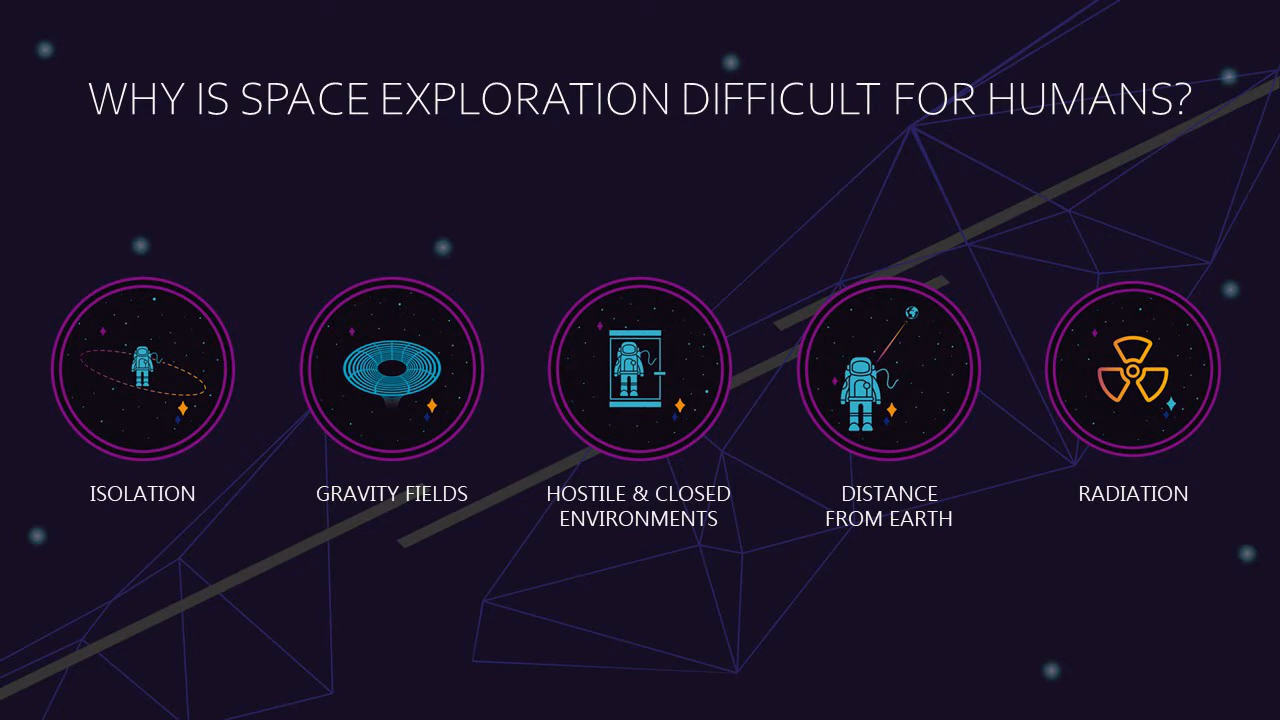 WHY IS SPACE EXPLORATION DIFFICULT FOR HUMANS?
ISOLATION
GRAVITY FIELDS
HOSTILE & CLOSED
ENVIRONMENTS
DISTANCE
FROM EARTH
RADIATION